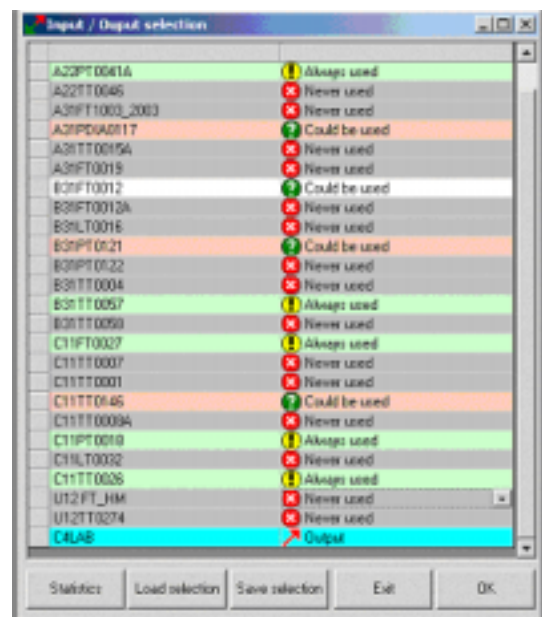 Input / Ouput selection
A22PT0041A Always used
A22TT0046 Never used
A31FT1003_2003 Never used
A31PDIA0117 Could be used
A31TT0015A Never used
A31FT0019 Never used
B31FT0012 Could be used
B31FT0012A Never used
B31LT0016 Never used
B31PT0121 Could be used
B31PT0122 Never used
B31TT0004 Never used
B31TT0057 Always used
B31TT0058 Never used
C11FT0027 Always used
C11TT0007 Never used
C11TT0001 Never used
C11TT0146 Could be used
C11TT0008A Never used
C11PT0018 Always used
C11LT0032 Never used
C11TT0026 Always used
U12FT_HM Never used
U12TT0274 Never used
C4LAB Output
Statistics Load selection Save selection Exit OK